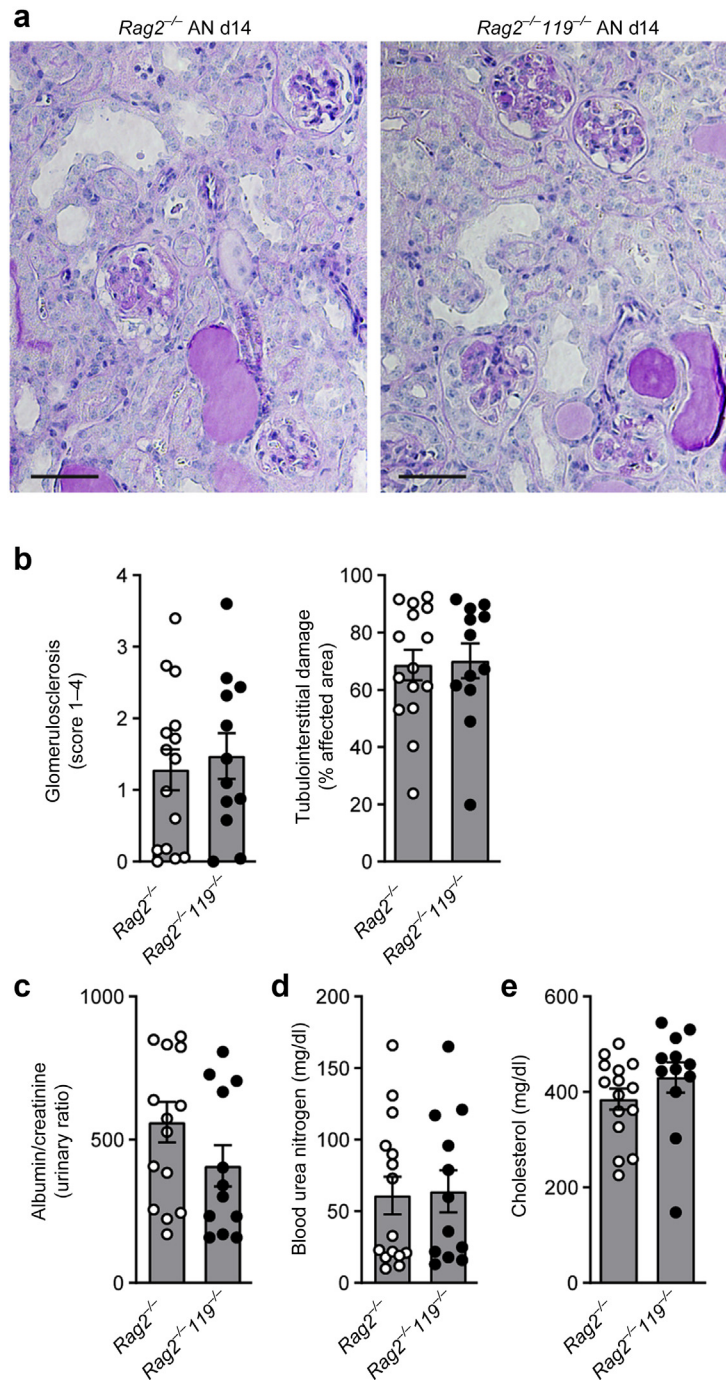 a
Rag2–/– AN d14
Rag2–/–119–/– AN d14
b
Glomerulosclerosis
(score 1–4)
4
3
2
1
0
Rag2–/–
Rag2–/–119–/–
Tubulointerstitial damage
(% affected area)
100
80
60
40
20
0
Rag2–/–
Rag2–/–119–/–
c
Albumin/creatinine
(urinary ratio)
1000
500
0
Rag2–/–
Rag2–/–119–/–
d
Blood urea nitrogen (mg/dl)
200
150
100
50
0
Rag2–/–
Rag2–/–119–/–
e
Cholesterol (mg/dl)
600
400
200
0
Rag2–/–
Rag2–/–119–/–